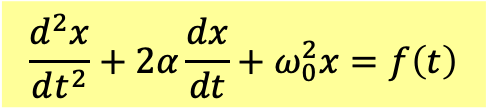 d²x/dt² + 2α dx/dt + ω₀²x = f(t)